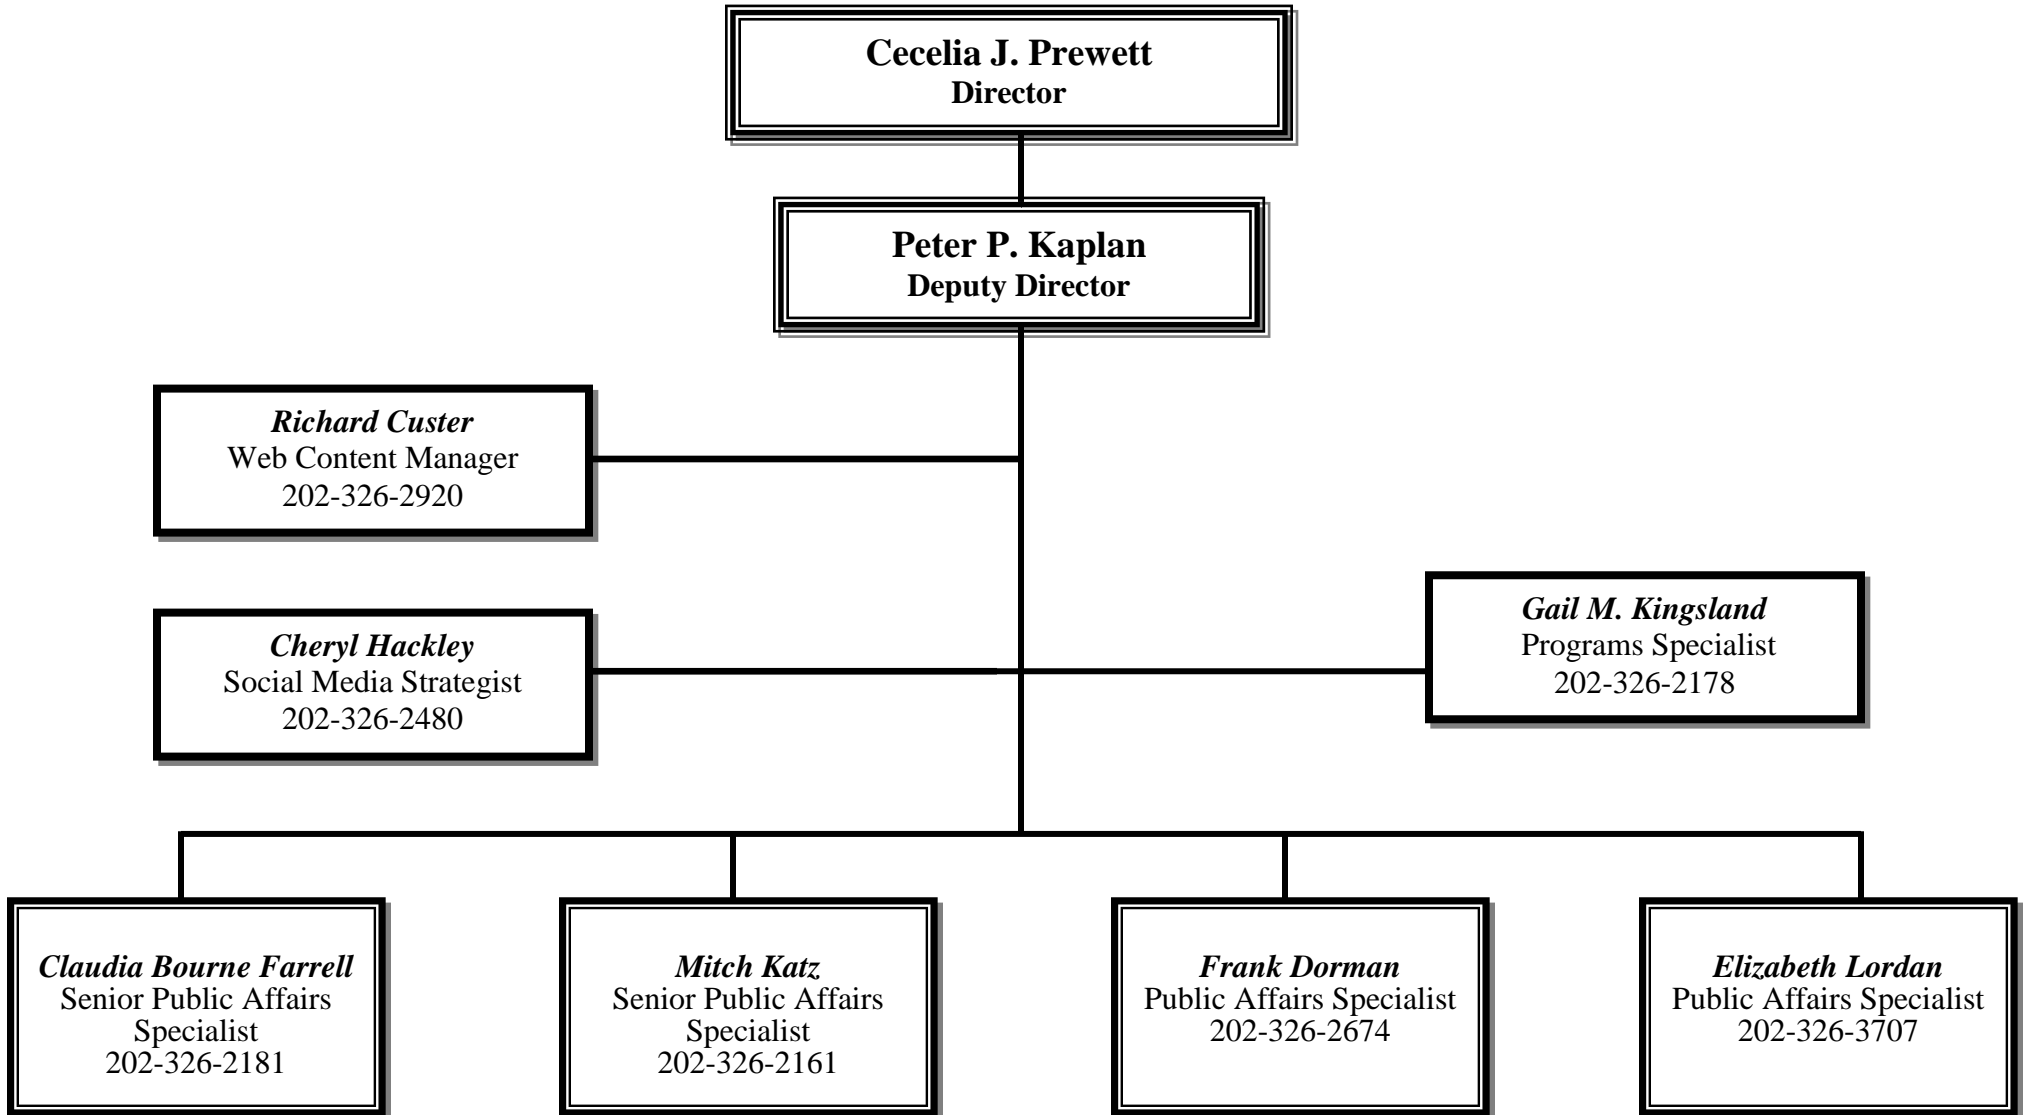 Cecelia J. Prewett
Director
Peter P. Kaplan
Deputy Director
Richard Custer
Web Content Manager
202-326-2920
Cheryl Hackley
Social Media Strategist
202-326-2480
Gail M. Kingsland
Programs Specialist
202-326-2178
Claudia Bourne Farrell
Senior Public Affairs
Specialist
202-326-2181
Mitch Katz
Senior Public Affairs
Specialist
202-326-2161
Frank Dorman
Public Affairs Specialist
202-326-2674
Elizabeth Lordan
Public Affairs Specialist
202-326-3707